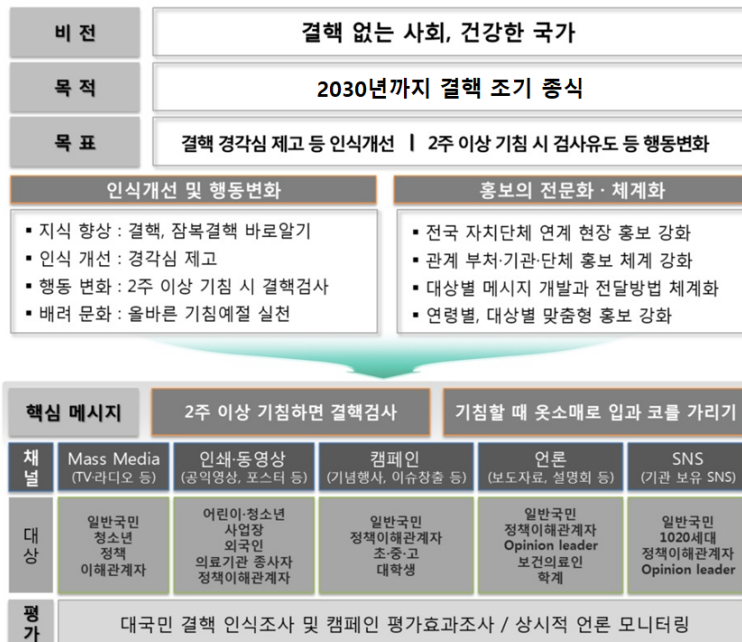 비 전
결핵 없는 사회, 건강한 국가
목 적
2030년까지 결핵 조기 종식
목 표
결핵 경각심 제고 등 인식개선 | 2주 이상 기침 시 검사유도 등 행동변화
인식개선 및 행동변화
▪ 지식 향상 : 결핵, 잠복결핵 바로알기
▪ 인식 개선 : 경각심 제고
▪ 행동 변화 : 2주 이상 기침 시 결핵검사
▪ 배려 문화 : 올바른 기침예절 실천
홍보의 전문화 · 체계화
▪ 전국 자치단체 연계 현장 홍보 강화
▪ 관계 부처·기관·단체 홍보 체계 강화
▪ 대상별 메시지 개발과 전달방법 체계화
▪ 연령별, 대상별 맞춤형 홍보 강화
핵심 메시지
2주 이상 기침하면 결핵검사
기침할 때 옷소매로 입과 코를 가리기
채
널
Mass Media
(TV·라디오 등)
인쇄·동영상
(공익영상, 포스터 등)
캠페인
(기념행사, 이슈창출 등)
언론
(보도자료, 설명회 등)
SNS
(기관 보유 SNS)
대
상
일반국민
청소년
정책
이해관계자
어린이·청소년
사업장
외국인
의료기관 종사자
정책이해관계자
일반국민
정책이해관계자
초·중·고
대학생
일반국민
정책이해관계자
Opinion leader
보건의료인
학계
일반국민
1020세대
정책이해관계자
Opinion leader
평
가
대국민 결핵 인식조사 및 캠페인 평가효과조사 / 상시적 언론 모니터링